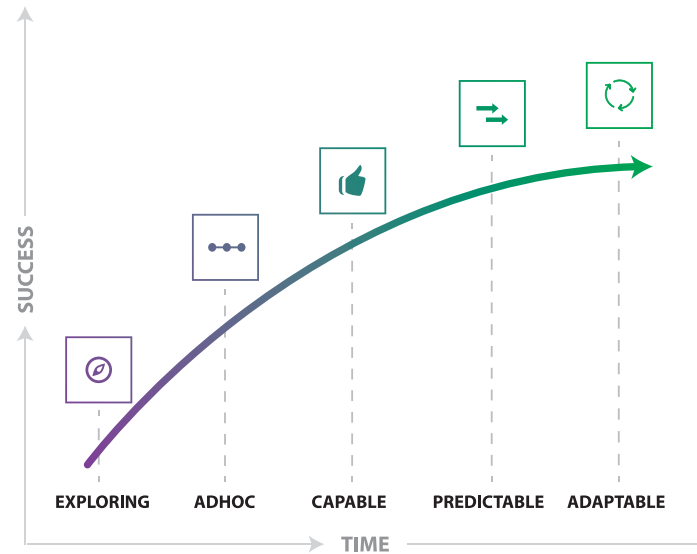 SUCCESS
EXPLORING
ADHOC
CAPABLE
PREDICTABLE
ADAPTABLE
TIME